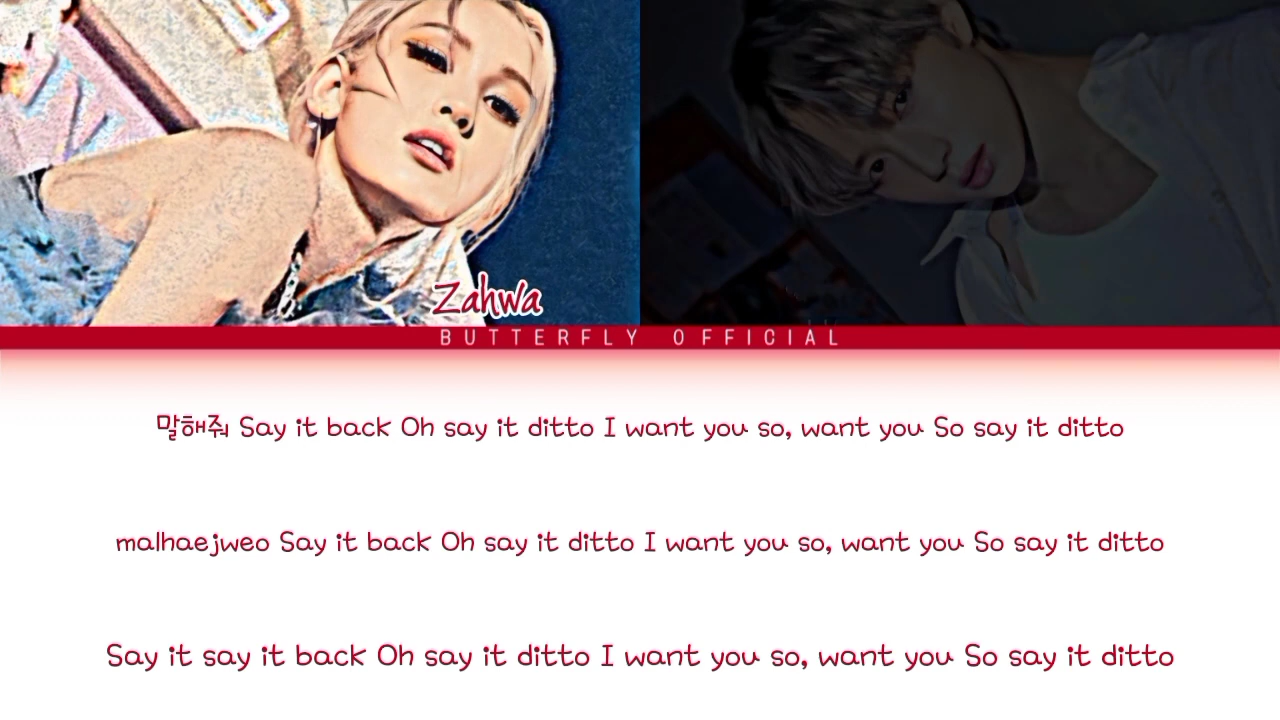 Zahwa
BUTTERFLY OFFICIAL
말해줘 Say it back Oh say it ditto I want you so, want you So say it ditto
malhaejweo Say it back Oh say it ditto I want you so, want you So say it ditto
Say it say it back Oh say it ditto I want you so, want you So say it ditto